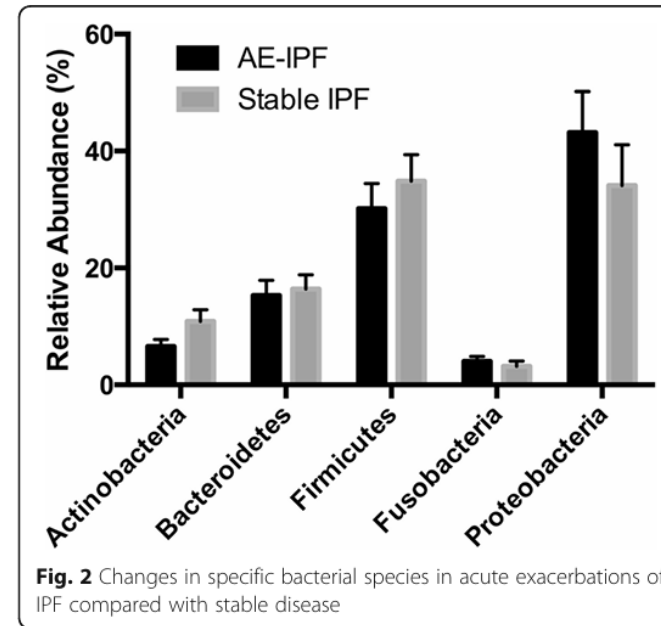 60
40
20
0
Relative Abundance (%)
AE-IPF
Stable IPF
Actinobacteria
Bacteroidetes
Firmicutes
Fusobacteria
Proteobacteria
Fig. 2 Changes in specific bacterial species in acute exacerbations of
IPF compared with stable disease